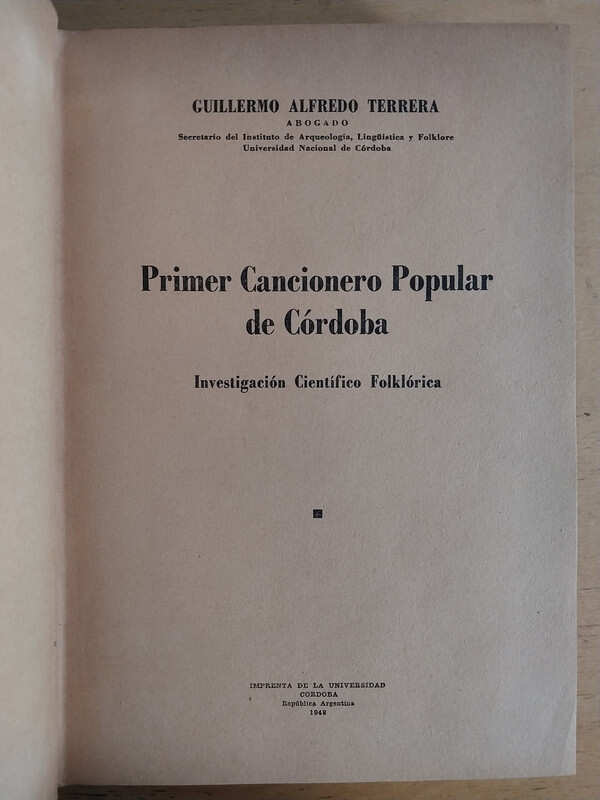 GUILLERMO ALFREDO TERRERA
ABOGADO
Secretario del Instituto de Arqueología, Lingüística y Folklore
Universidad Nacional de Córdoba
Primer Cancionero Popular
de Córdoba
Investigación Científico Folklórica
IMPRENTA DE LA UNIVERSIDAD
CORDOBA
República Argentina
1948